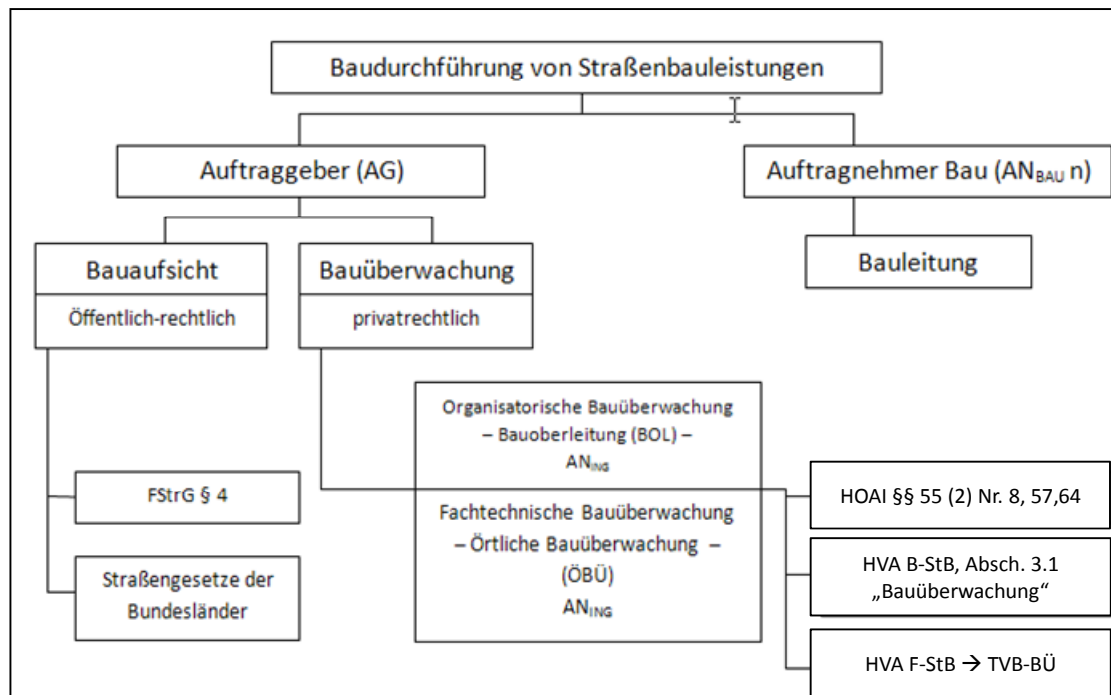 Baudurchführung von Straßenbauleistungen
Auftraggeber (AG)
Auftragnehmer Bau (ANBAU n)
Bauaufsicht
Öffentlich-rechtlich
Bauüberwachung
privatrechtlich
Bauleitung
Organisatorische Bauüberwachung
– Bauoberleitung (BOL) –
ANING
Fachtechnische Bauüberwachung
– Örtliche Bauüberwachung –
(ÖBÜ)
ANING
FStrG § 4
Straßengesetze der
Bundesländer
HOAI §§ 55 (2) Nr. 8, 57,64
HVA B-StB, Absch. 3.1
„Bauüberwachung“
HVA F-StB → TVB-BÜ